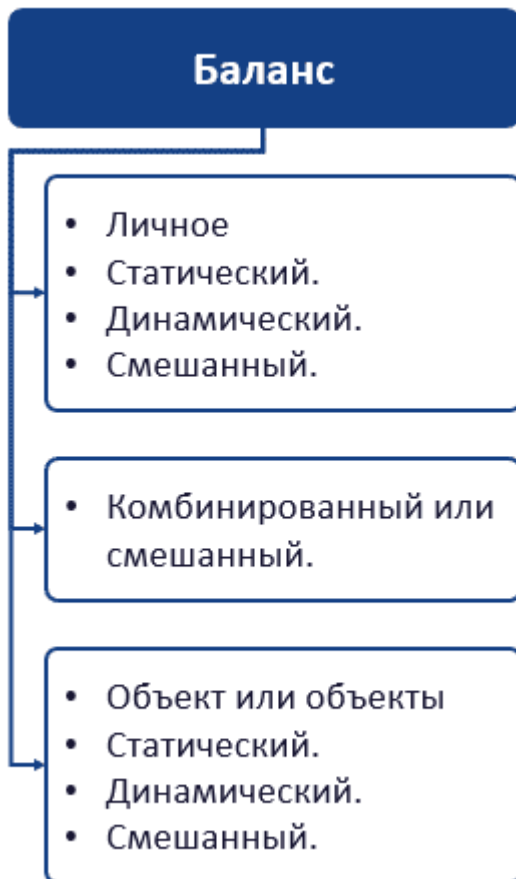 Баланс
• Личное
• Статический.
• Динамический.
• Смешанный.
• Комбинированный или
смешанный.
• Объект или объекты
• Статический.
• Динамический.
• Смешанный.